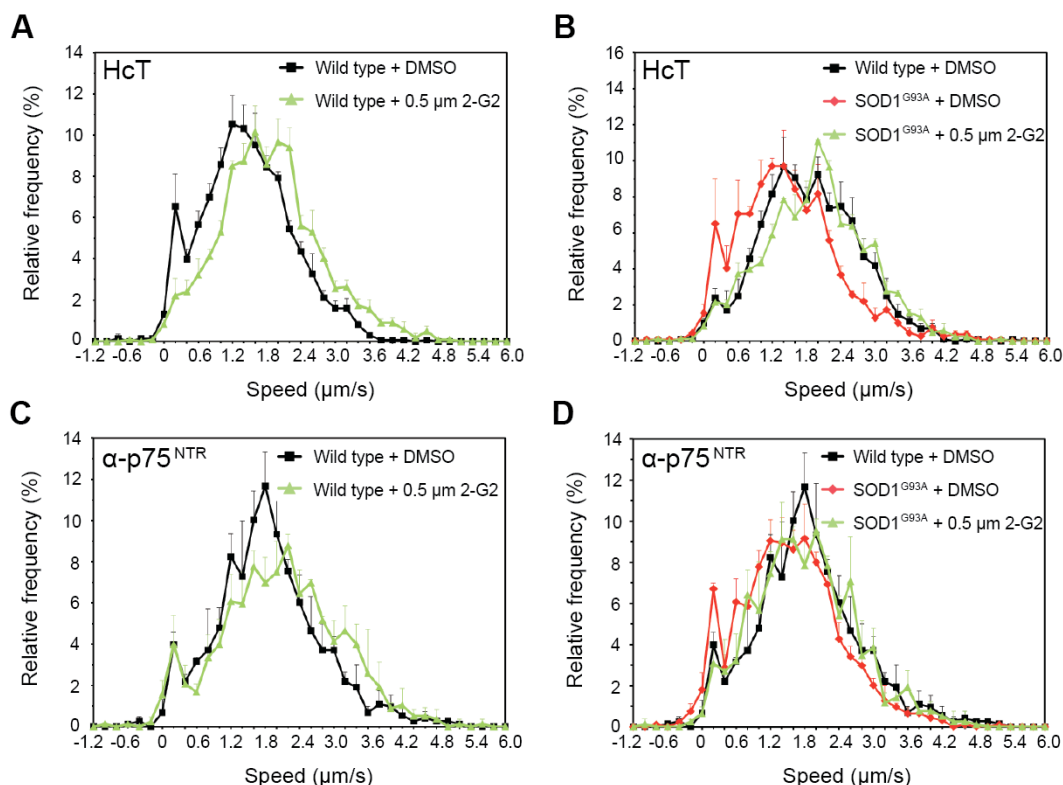 A
HcT
Wild type + DMSO
Wild type + 0.5 µm 2-G2
Relative frequency (%)
14
12
10
8
6
4
2
0
-1.2 -0.6 0 0.6 1.2 1.8 2.4 3.0 3.6 4.2 4.8 5.4 6.0
Speed (µm/s)
B
HcT
Wild type + DMSO
SOD1G93A + DMSO
SOD1G93A + 0.5 µm 2-G2
Relative frequency (%)
16
14
12
10
8
6
4
2
0
-1.2 -0.6 0 0.6 1.2 1.8 2.4 3.0 3.6 4.2 4.8 5.4 6.0
Speed (µm/s)
C
α-p75NTR
Wild type + DMSO
Wild type + 0.5 µm 2-G2
Relative frequency (%)
14
12
10
8
6
4
2
0
-1.2 -0.6 0 0.6 1.2 1.8 2.4 3.0 3.6 4.2 4.8 5.4 6.0
Speed (µm/s)
D
α-p75NTR
Wild type + DMSO
SOD1G93A + DMSO
SOD1G93A + 0.5 µm 2-G2
Relative frequency (%)
14
12
10
8
6
4
2
0
-1.2 -0.6 0 0.6 1.2 1.8 2.4 3.0 3.6 4.2 4.8 5.4 6.0
Speed (µm/s)